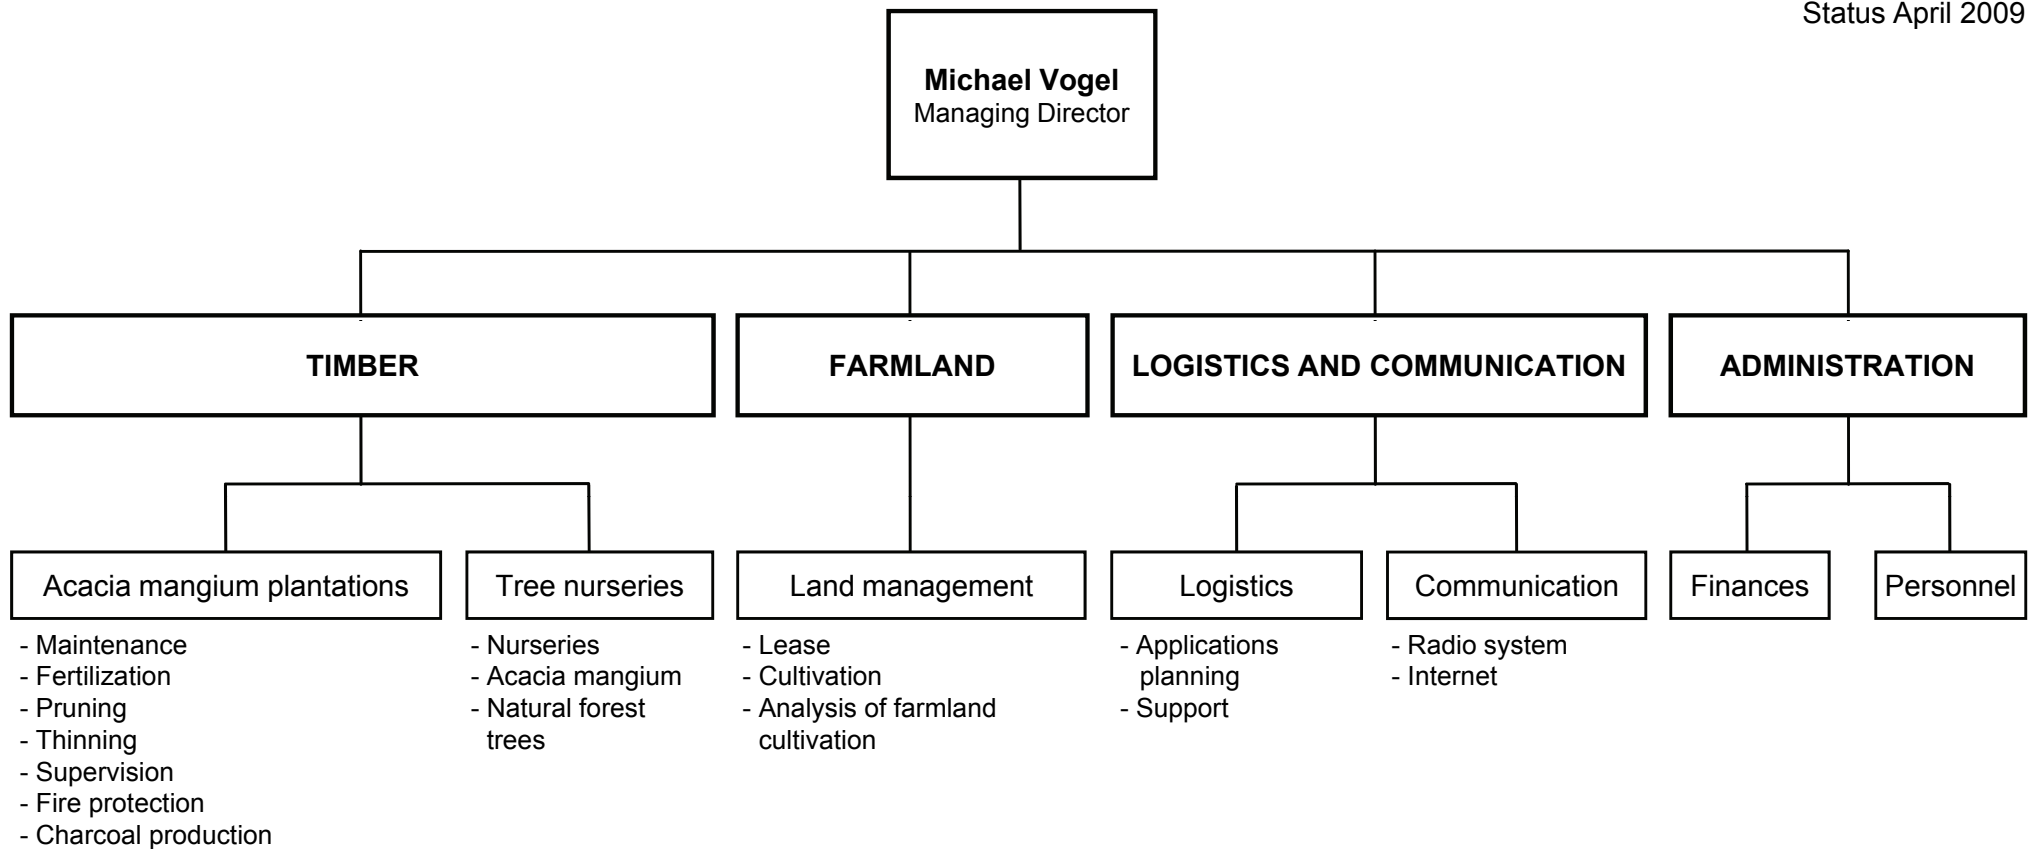 Status April 2009
Michael Vogel
Managing Director
TIMBER
FARMLAND
LOGISTICS AND COMMUNICATION
ADMINISTRATION
Acacia mangium plantations
Tree nurseries
Land management
Logistics
Communication
Finances
Personnel
- Maintenance
- Fertilization
- Pruning
- Thinning
- Supervision
- Fire protection
- Charcoal production
- Nurseries
- Acacia mangium
- Natural forest
trees
- Lease
- Cultivation
- Analysis of farmland
cultivation
- Applications
planning
- Support
- Radio system
- Internet